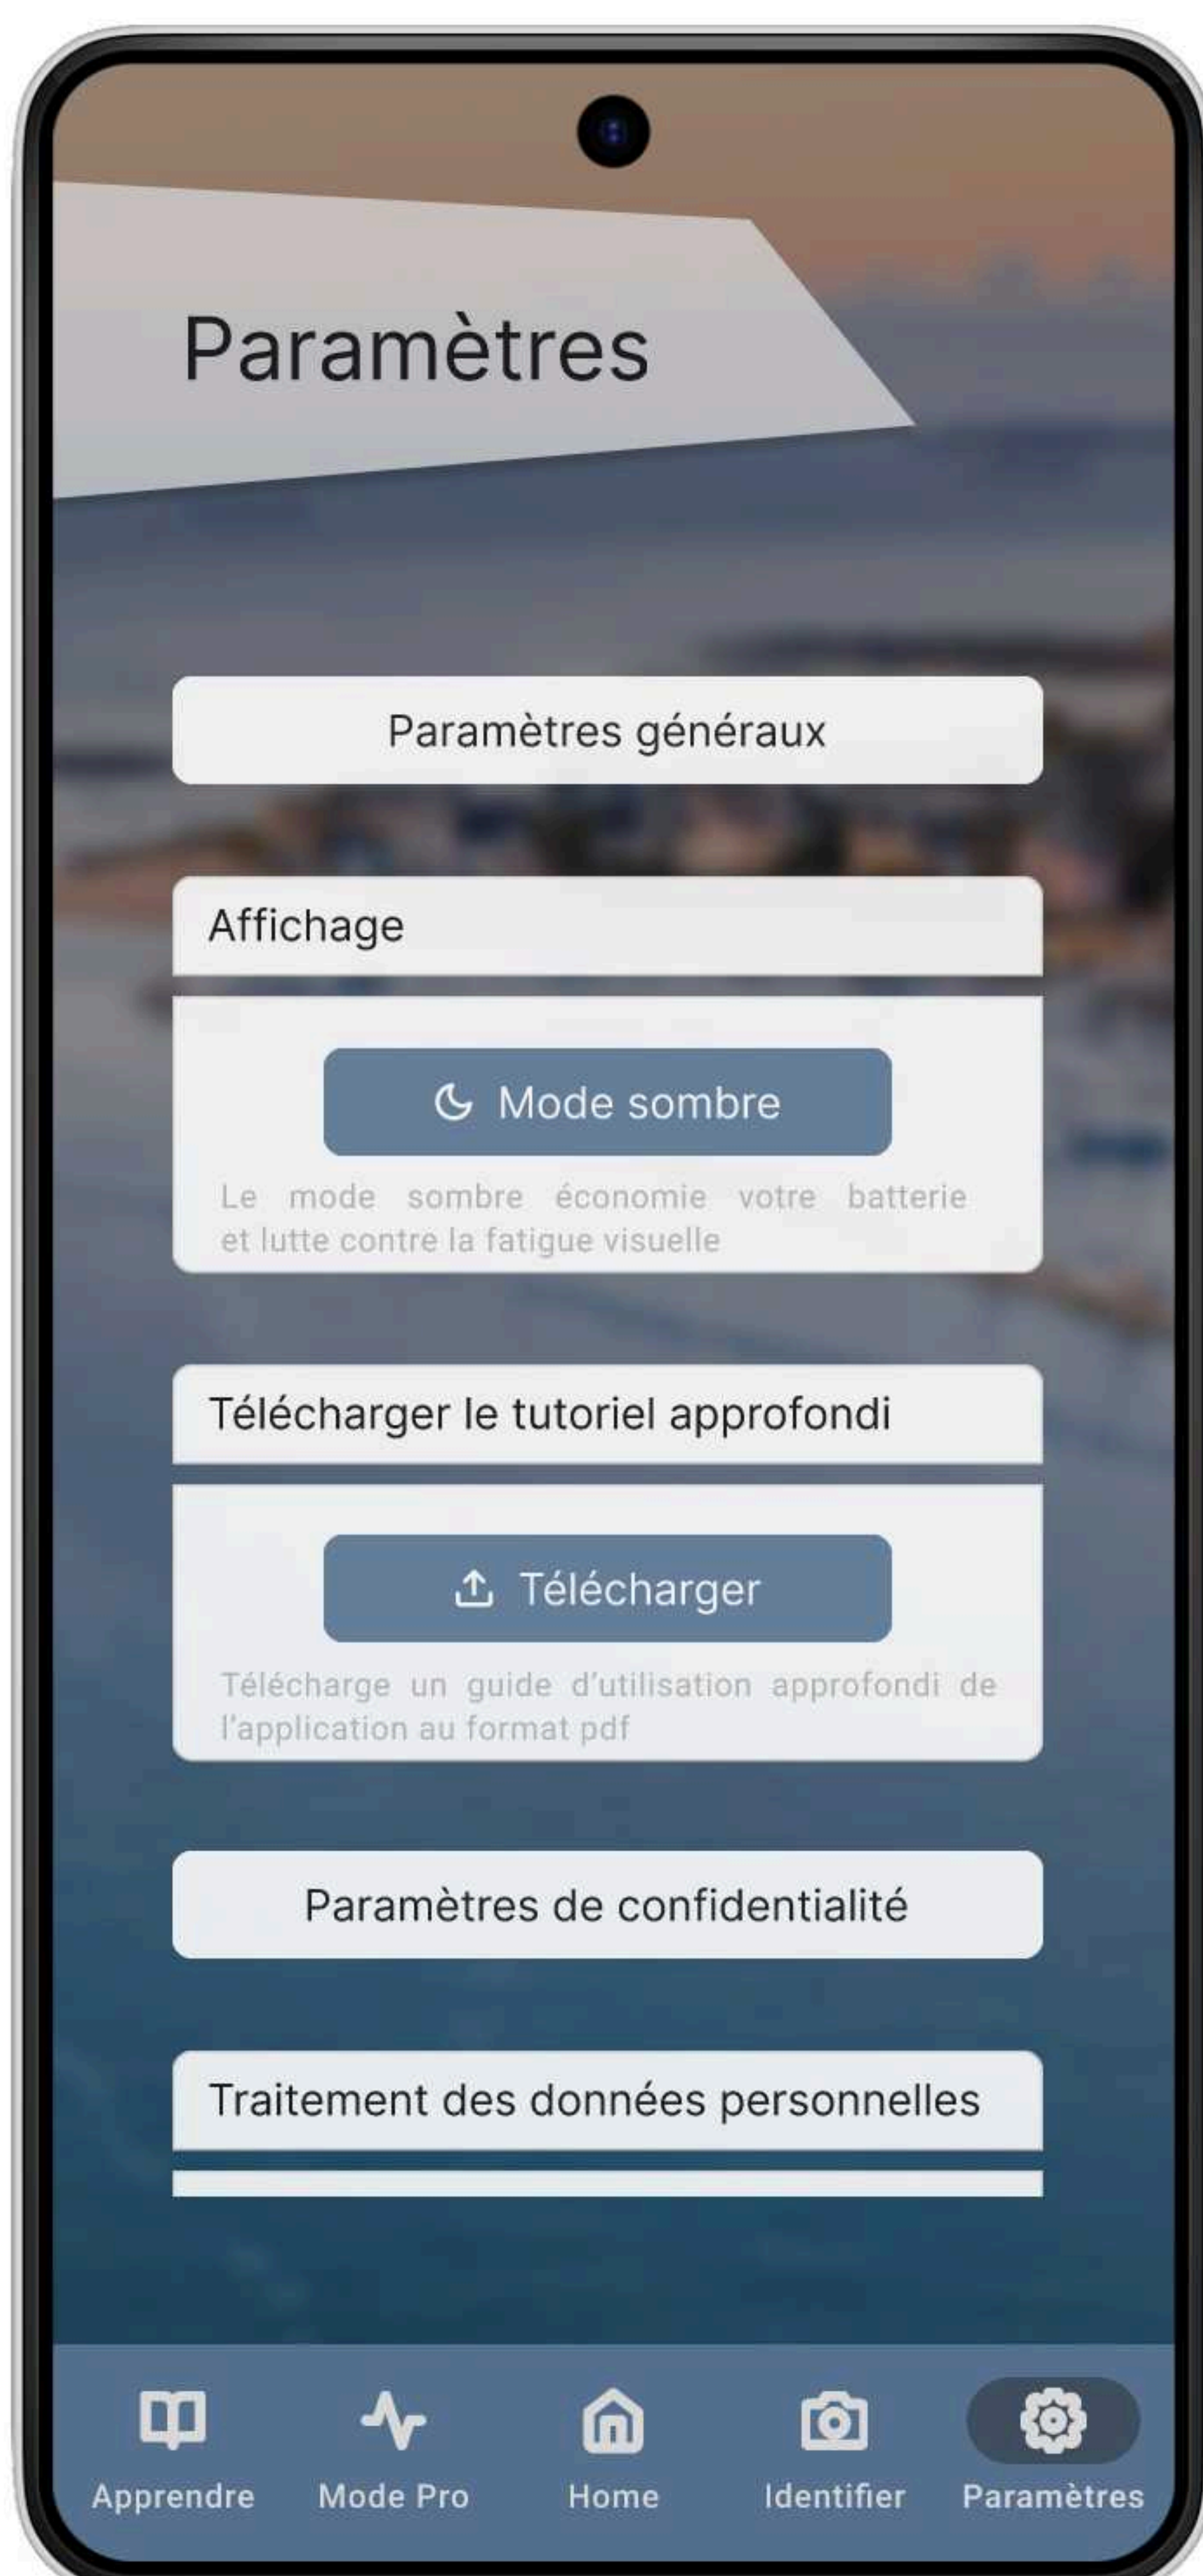 Paramètres
Paramètres généraux
Affichage
Mode sombre
Le mode sombre économie votre batterie
et lutte contre la fatigue visuelle
Télécharger le tutoriel approfondi
Télécharger
Télécharge un guide d'utilisation approfondi de
l'application au format pdf
Paramètres de confidentialité
Traitement des données personnelles
Apprendre
Mode Pro
Home
Identifier
Paramètres